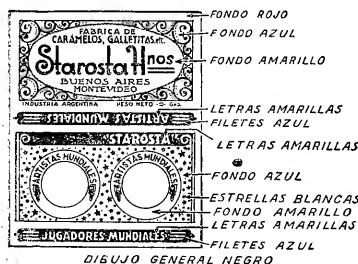 FONDO ROJO
FABRICA DE
CARAMELOS, GALLETITAS, etc.
FONDO AZUL
Starosta Hnos
FONDO AMARILLO
BUENOS AIRES
MONTEVIDEO
INDUSTRIA ARGENTINA PESO NETO Grs.
LETRAS AMARILLAS
ARTISTAS MUNDIALES
FILETES AZUL
STAROSTA
LETRAS AMARILLAS
ARTISTAS MUNDIALES ARTISTAS MUNDIALES
FONDO AZUL
ESTRELLAS BLANCAS
FONDO AMARILLO
LETRAS AMARILLAS
JUGADORES MUNDIALES
FILETES AZUL
DIBUJO GENERAL NEGRO